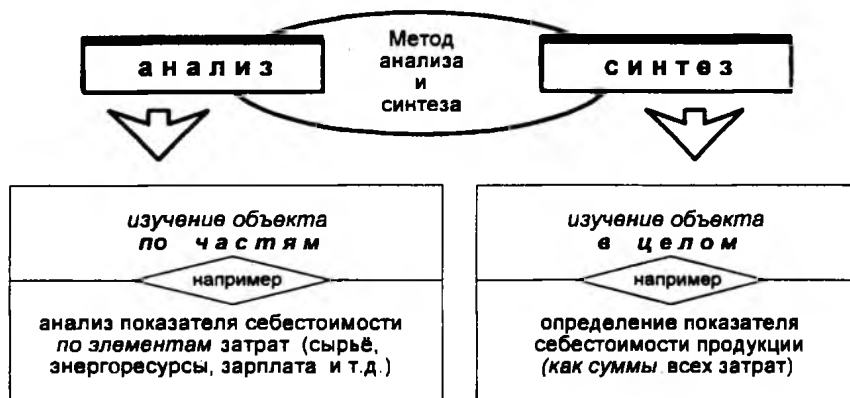 Метод
анализа
и
синтеза
анализ
синтез
изучение объекта
по частям
например
анализ показателя себестоимости
по элементам затрат (сырьё,
энергоресурсы, зарплата и т.д.)
изучение объекта
в целом
например
определение показателя
себестоимости продукции
(как суммы всех затрат)